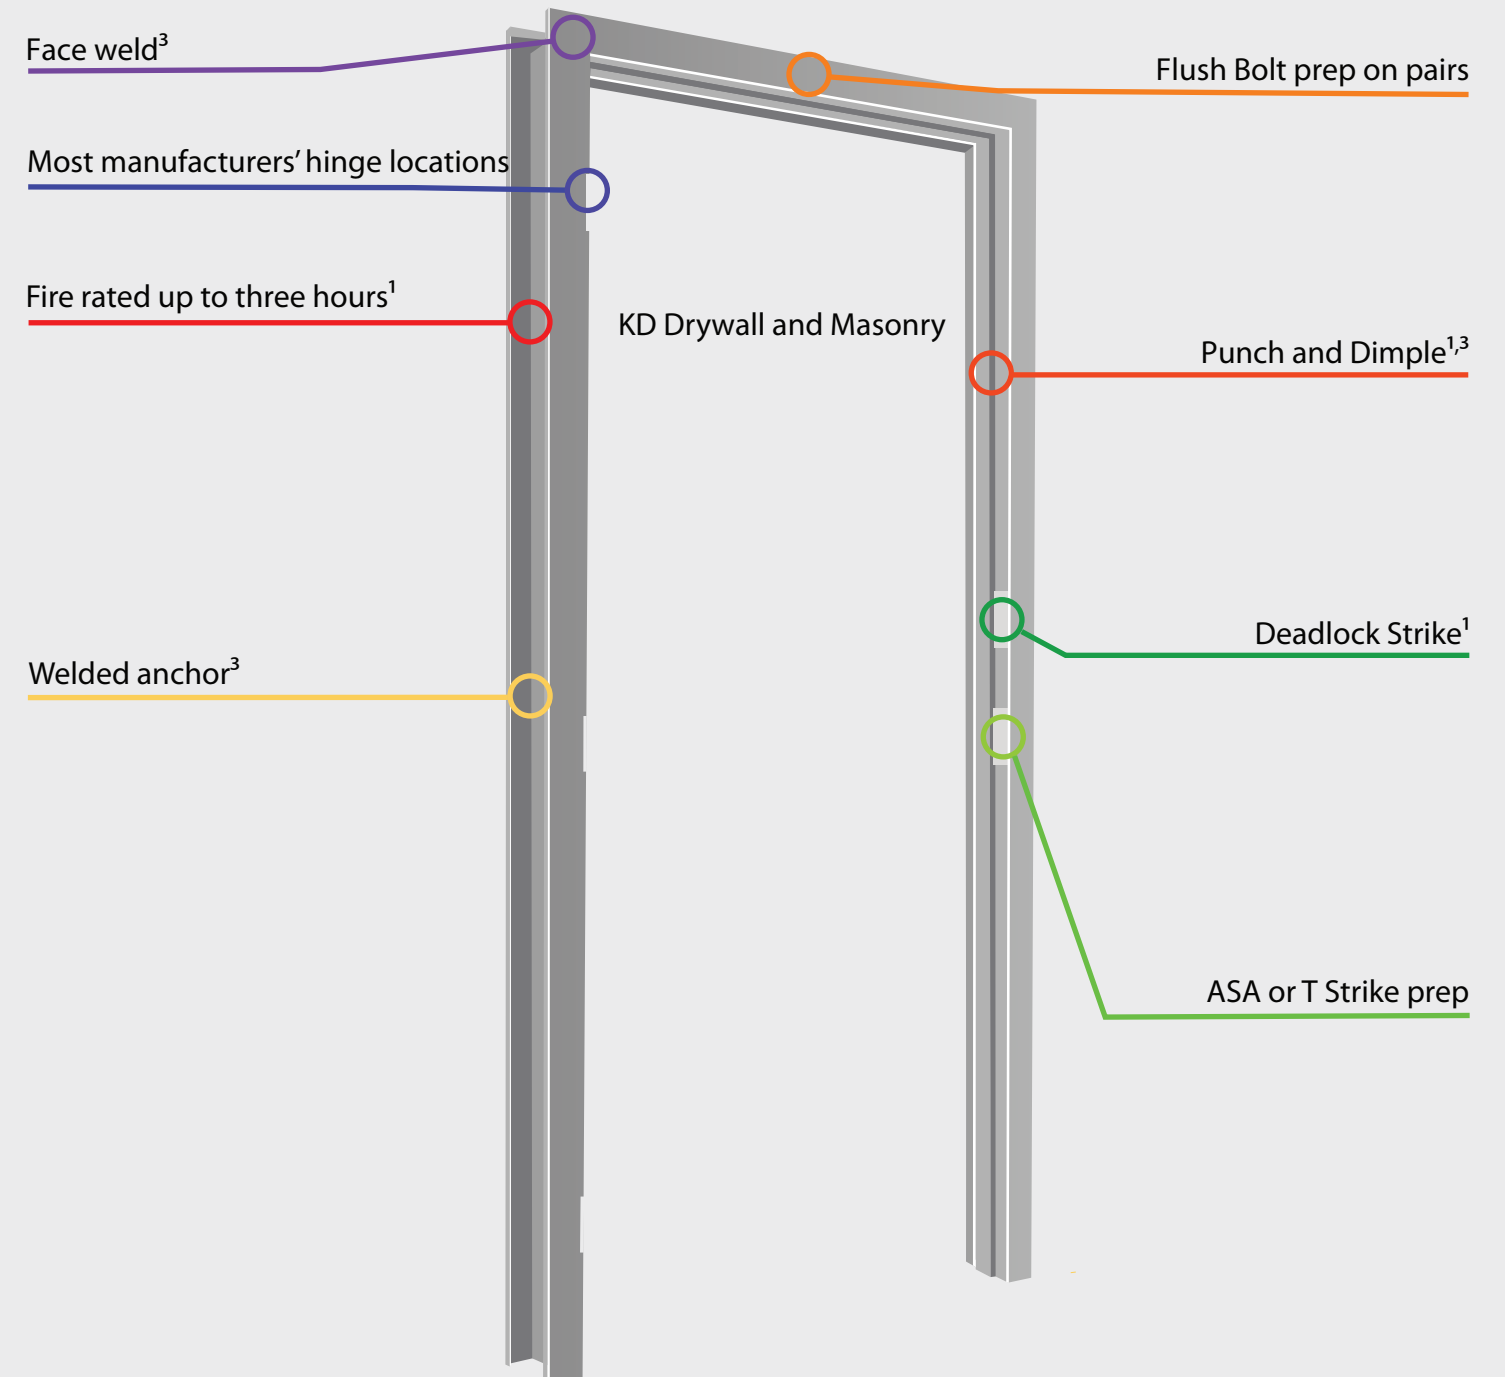 Face weld³
Flush Bolt prep on pairs
Most manufacturers’ hinge locations
Fire rated up to three hours¹
KD Drywall and Masonry
Punch and Dimple¹,³
Deadlock Strike¹
Welded anchor³
ASA or T Strike prep